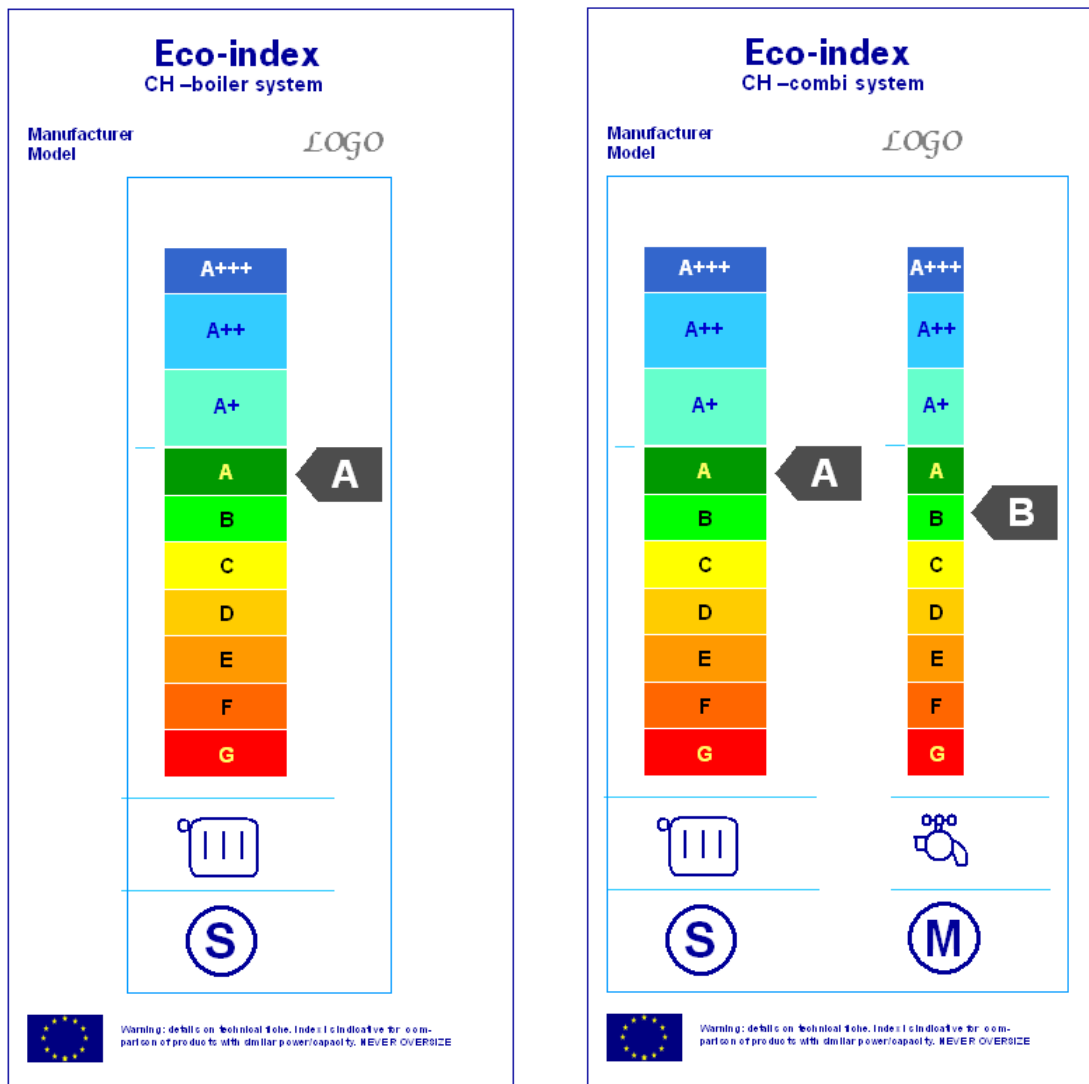 Eco-index
CH –boiler system
Manufacturer
Model
LOGO
A+++
A++
A+
A
A
B
C
D
E
F
G
S
Warning: details on technical fiche. Index is indicative for com-
parison of products with similar power/capacity. NEVER OVERSIZE
Eco-index
CH –combi system
Manufacturer
Model
LOGO
A+++ A+++
A++ A++
A+ A+
A A A
B B B
C C
D D
E E
F F
G G
S M
Warning: details on technical fiche. Index is indicative for com-
parison of products with similar power/capacity. NEVER OVERSIZE